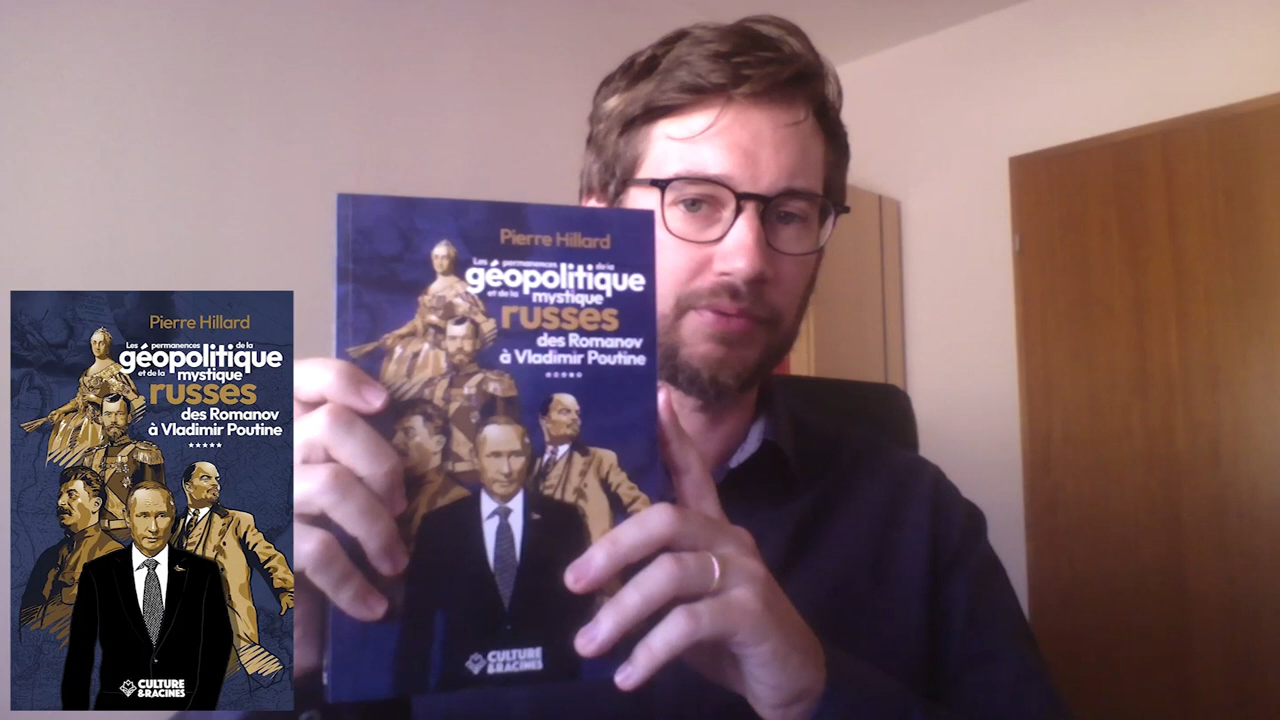 Pierre Hillard
Les permanences de la
géopolitique
et de la mystique
russes
des Romanov
à Vladimir Poutine
CULTURE
&RACINES
Pierre Hillard
Les permanences de la
géopolitique
et de la mystique
russes
des Romanov
à Vladimir Poutine
CULTURE
&RACINES